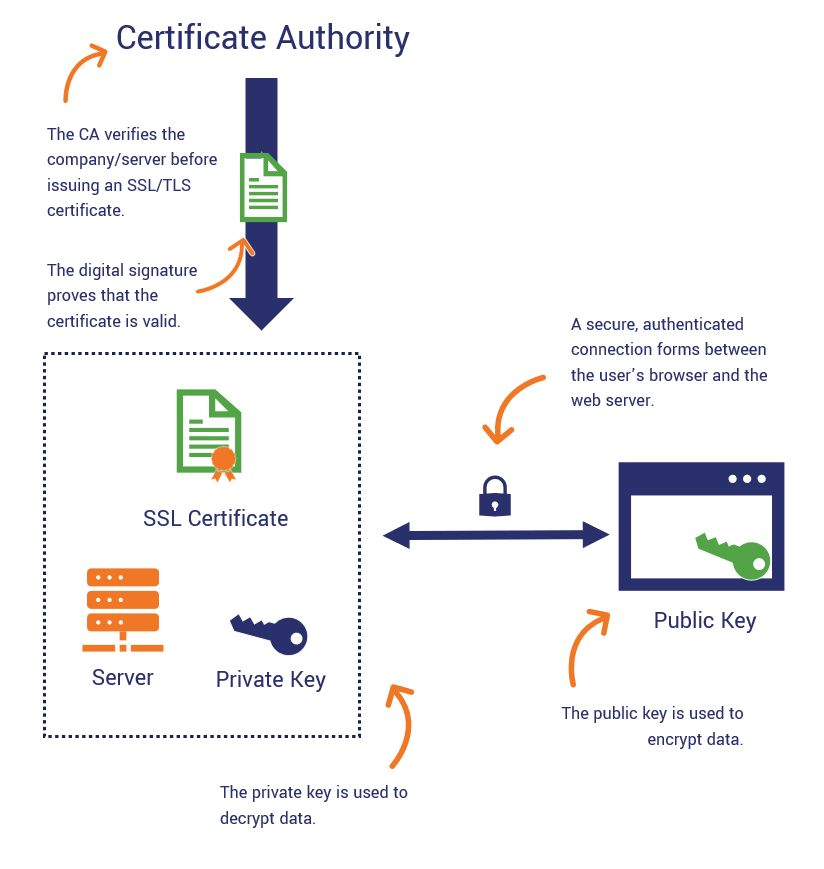 Certificate Authority
The CA verifies the
company/server before
issuing an SSL/TLS
certificate.
The digital signature
proves that the
certificate is valid.
A secure, authenticated
connection forms between
the user's browser and the
web server.
SSL Certificate
Server
Private Key
Public Key
The public key is used to
encrypt data.
The private key is used to
decrypt data.